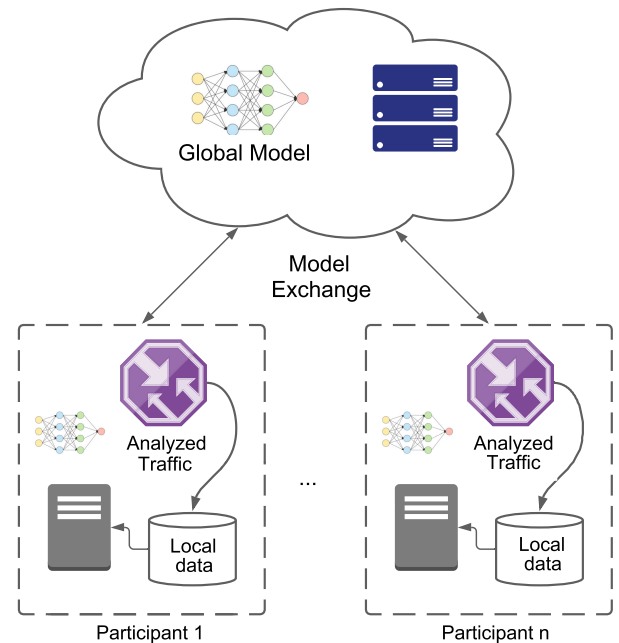 Global Model
Model
Exchange
Analyzed
Traffic
Local
data
Participant 1
...
Analyzed
Traffic
Local
data
Participant n